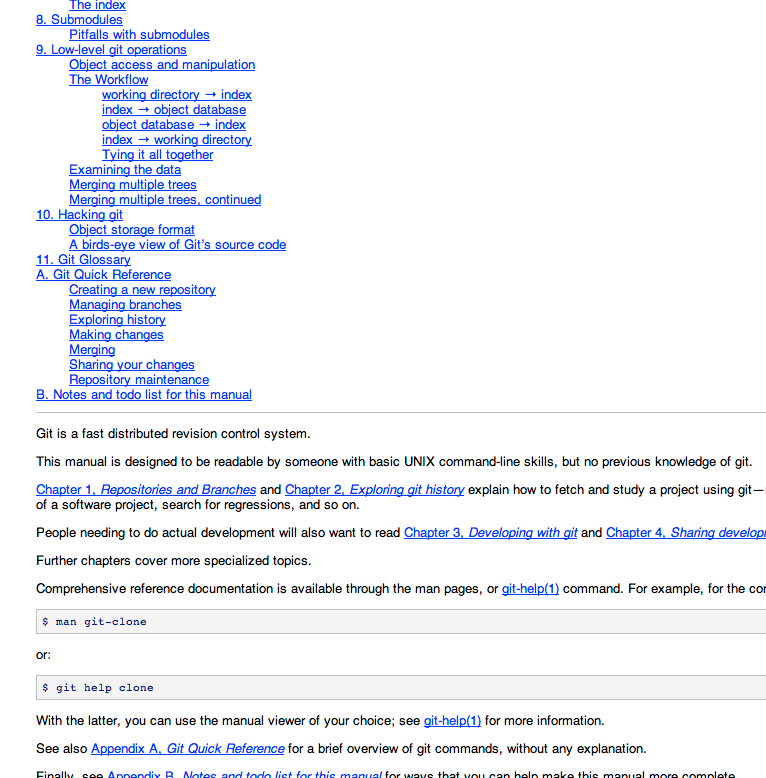 The index
8. Submodules
Pitfalls with submodules
9. Low-level git operations
Object access and manipulation
The Workflow
working directory → index
index → object database
object database → index
index → working directory
Tying it all together
Examining the data
Merging multiple trees
Merging multiple trees, continued
10. Hacking git
Object storage format
A birds-eye view of Git's source code
11. Git Glossary
A. Git Quick Reference
Creating a new repository
Managing branches
Exploring history
Making changes
Merging
Sharing your changes
Repository maintenance
B. Notes and todo list for this manual
Git is a fast distributed revision control system.
This manual is designed to be readable by someone with basic UNIX command-line skills, but no previous knowledge of git.
Chapter 1, Repositories and Branches and Chapter 2, Exploring git history explain how to fetch and study a project using git—
of a software project, search for regressions, and so on.
People needing to do actual development will also want to read Chapter 3, Developing with git and Chapter 4, Sharing develop
Further chapters cover more specialized topics.
Comprehensive reference documentation is available through the man pages, or git-help(1) command. For example, for the co
$ man git-clone
or:
$ git help clone
With the latter, you can use the manual viewer of your choice; see git-help(1) for more information.
See also Appendix A, Git Quick Reference for a brief overview of git commands, without any explanation.
Finally, see Appendix B, Notes and todo list for this manual for ways that you can help make this manual more complete.